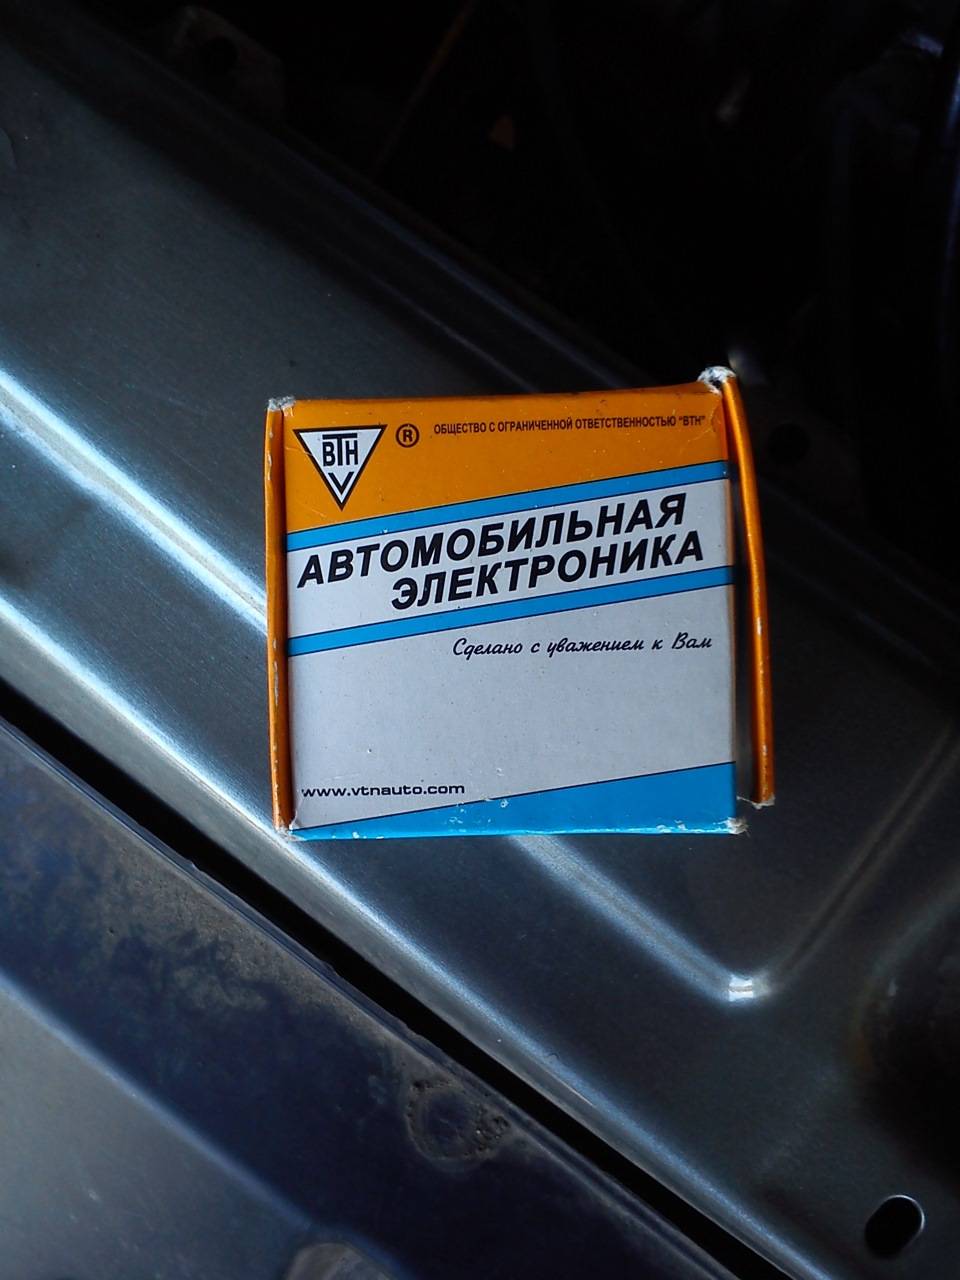 ВТН
®
ОБЩЕСТВО С ОГРАНИЧЕННОЙ ОТВЕТСТВЕННОСТЬЮ "ВТН"
АВТОМОБИЛЬНАЯ
ЭЛЕКТРОНИКА
Сделано с уважением к Вам
www.vtnauto.com